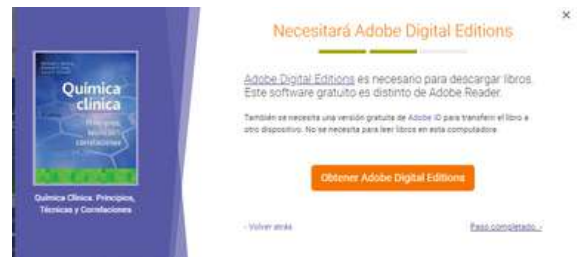 Necesitará Adobe Digital Editions
Química
clínica
Principios,
técnicas y
correlaciones
Química Clínica. Principios,
Técnicas y Correlaciones
Adobe Digital Editions es necesario para descargar libros.
Este software gratuito es distinto de Adobe Reader.
También se necesita una versión gratuita de Adobe ID para transferir el libro a
otro dispositivo. No se necesita para leer libros en esta computadora
Obtener Adobe Digital Editions
‹ Volver atrás
Paso completado ›